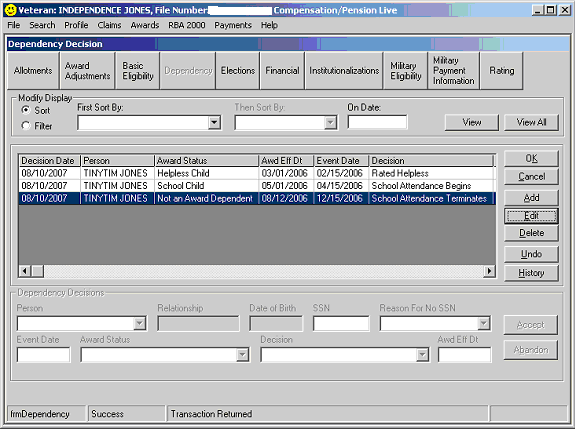 Veteran: INDEPENDENCE JONES, File Number: Compensation/Pension Live
File Search Profile Claims Awards RBA 2000 Payments Help
Dependency Decision
Allotments Award Adjustments Basic Eligibility Dependency Elections Financial Institutionalizations Military Eligibility Military Payment Information Rating
Modify Display
Sort First Sort By: Then Sort By: On Date:
Filter View View All
Decision Date Person Award Status Awd Eff Dt Event Date Decision OK
08/10/2007 TINYTIM JONES Helpless Child 03/01/2006 02/15/2006 Rated Helpless Cancel
08/10/2007 TINYTIM JONES School Child 05/01/2006 04/15/2006 School Attendance Begins
08/10/2007 TINYTIM JONES Not an Award Dependent 08/12/2006 12/15/2006 School Attendance Terminates Add
Edit
Delete
Undo
History
Dependency Decisions
Person Relationship Date of Birth SSN Reason For No SSN
Accept
Event Date Award Status Decision Awd Eff Dt
Abandon
frmDependency Success Transaction Returned